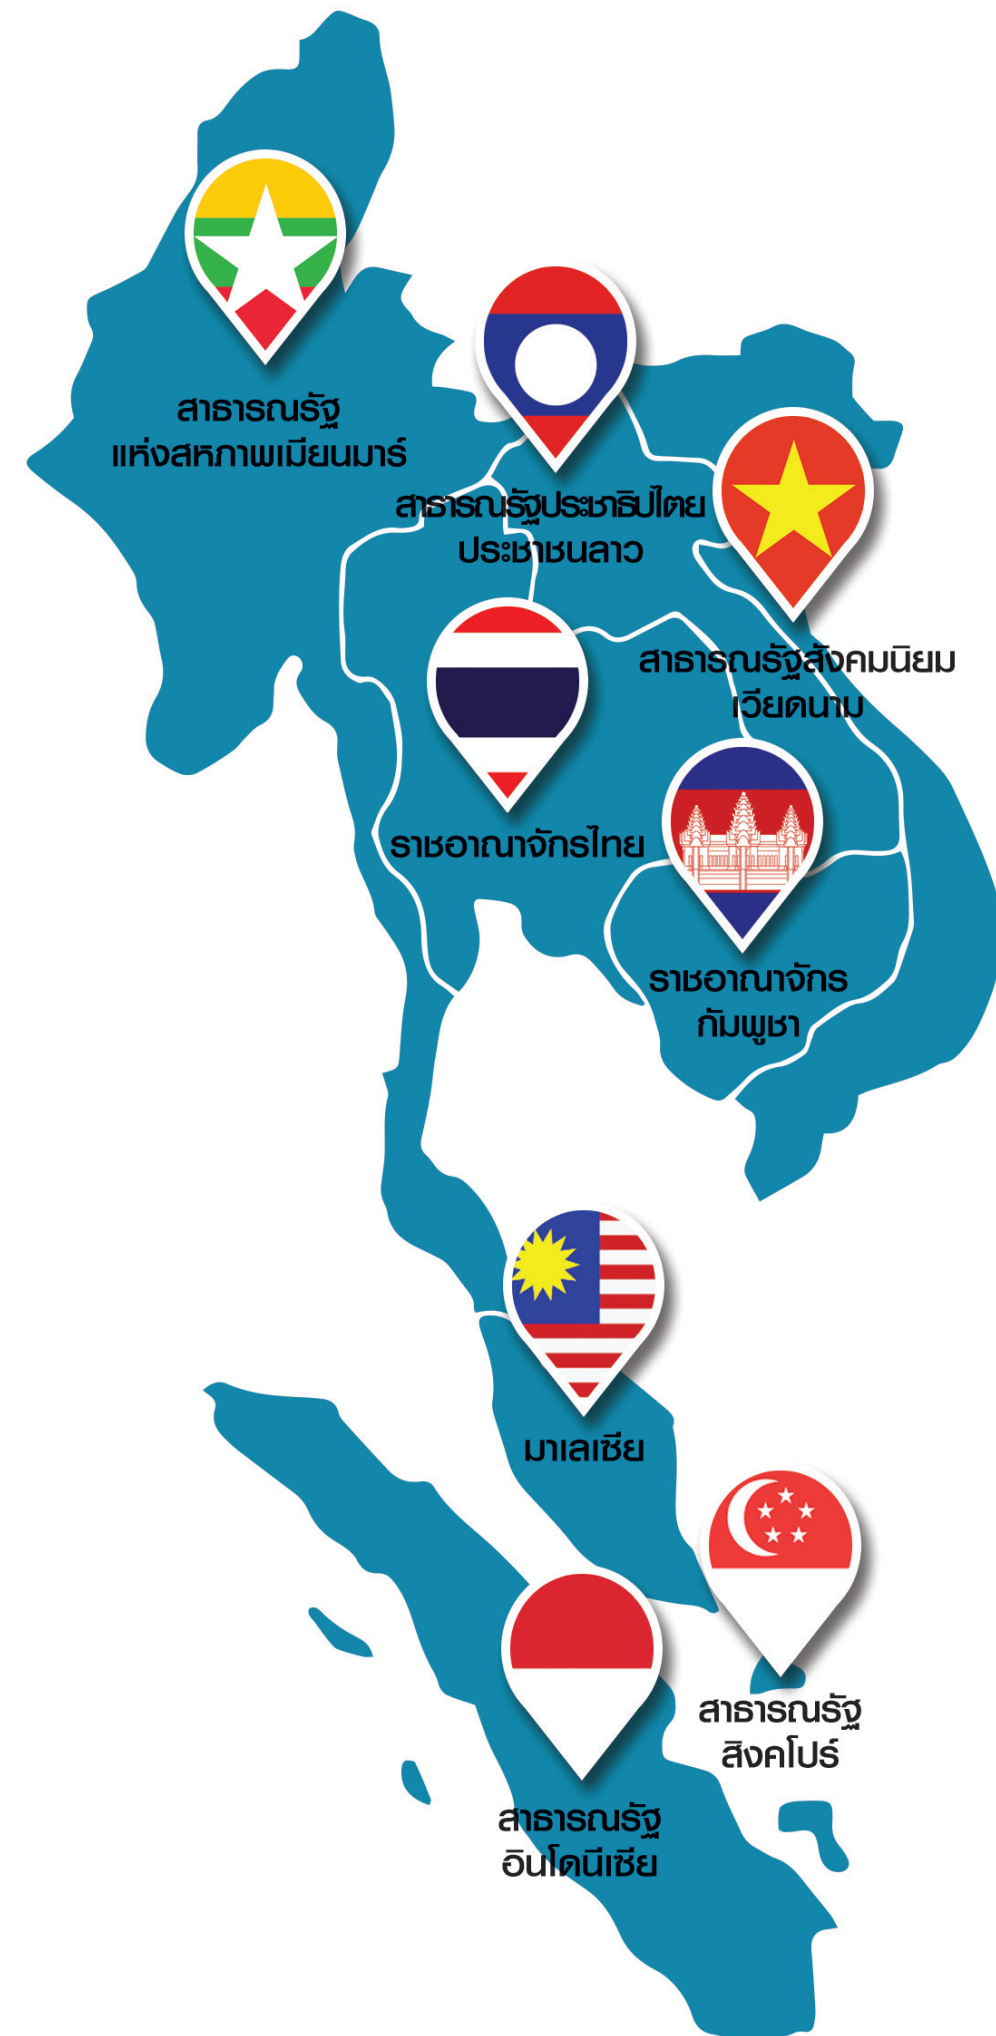 สาธารณรัฐ
แห่งสหภาพเมียนมาร์
สาธารณรัฐประชาธิปไตย
ประชาชนลาว
สาธารณรัฐสังคมนิยม
เวียดนาม
ราชอาณาจักรไทย
ราชอาณาจักร
กัมพูชา
มาเลเซีย
สาธารณรัฐ
สิงคโปร์
สาธารณรัฐ
อินโดนีเซีย